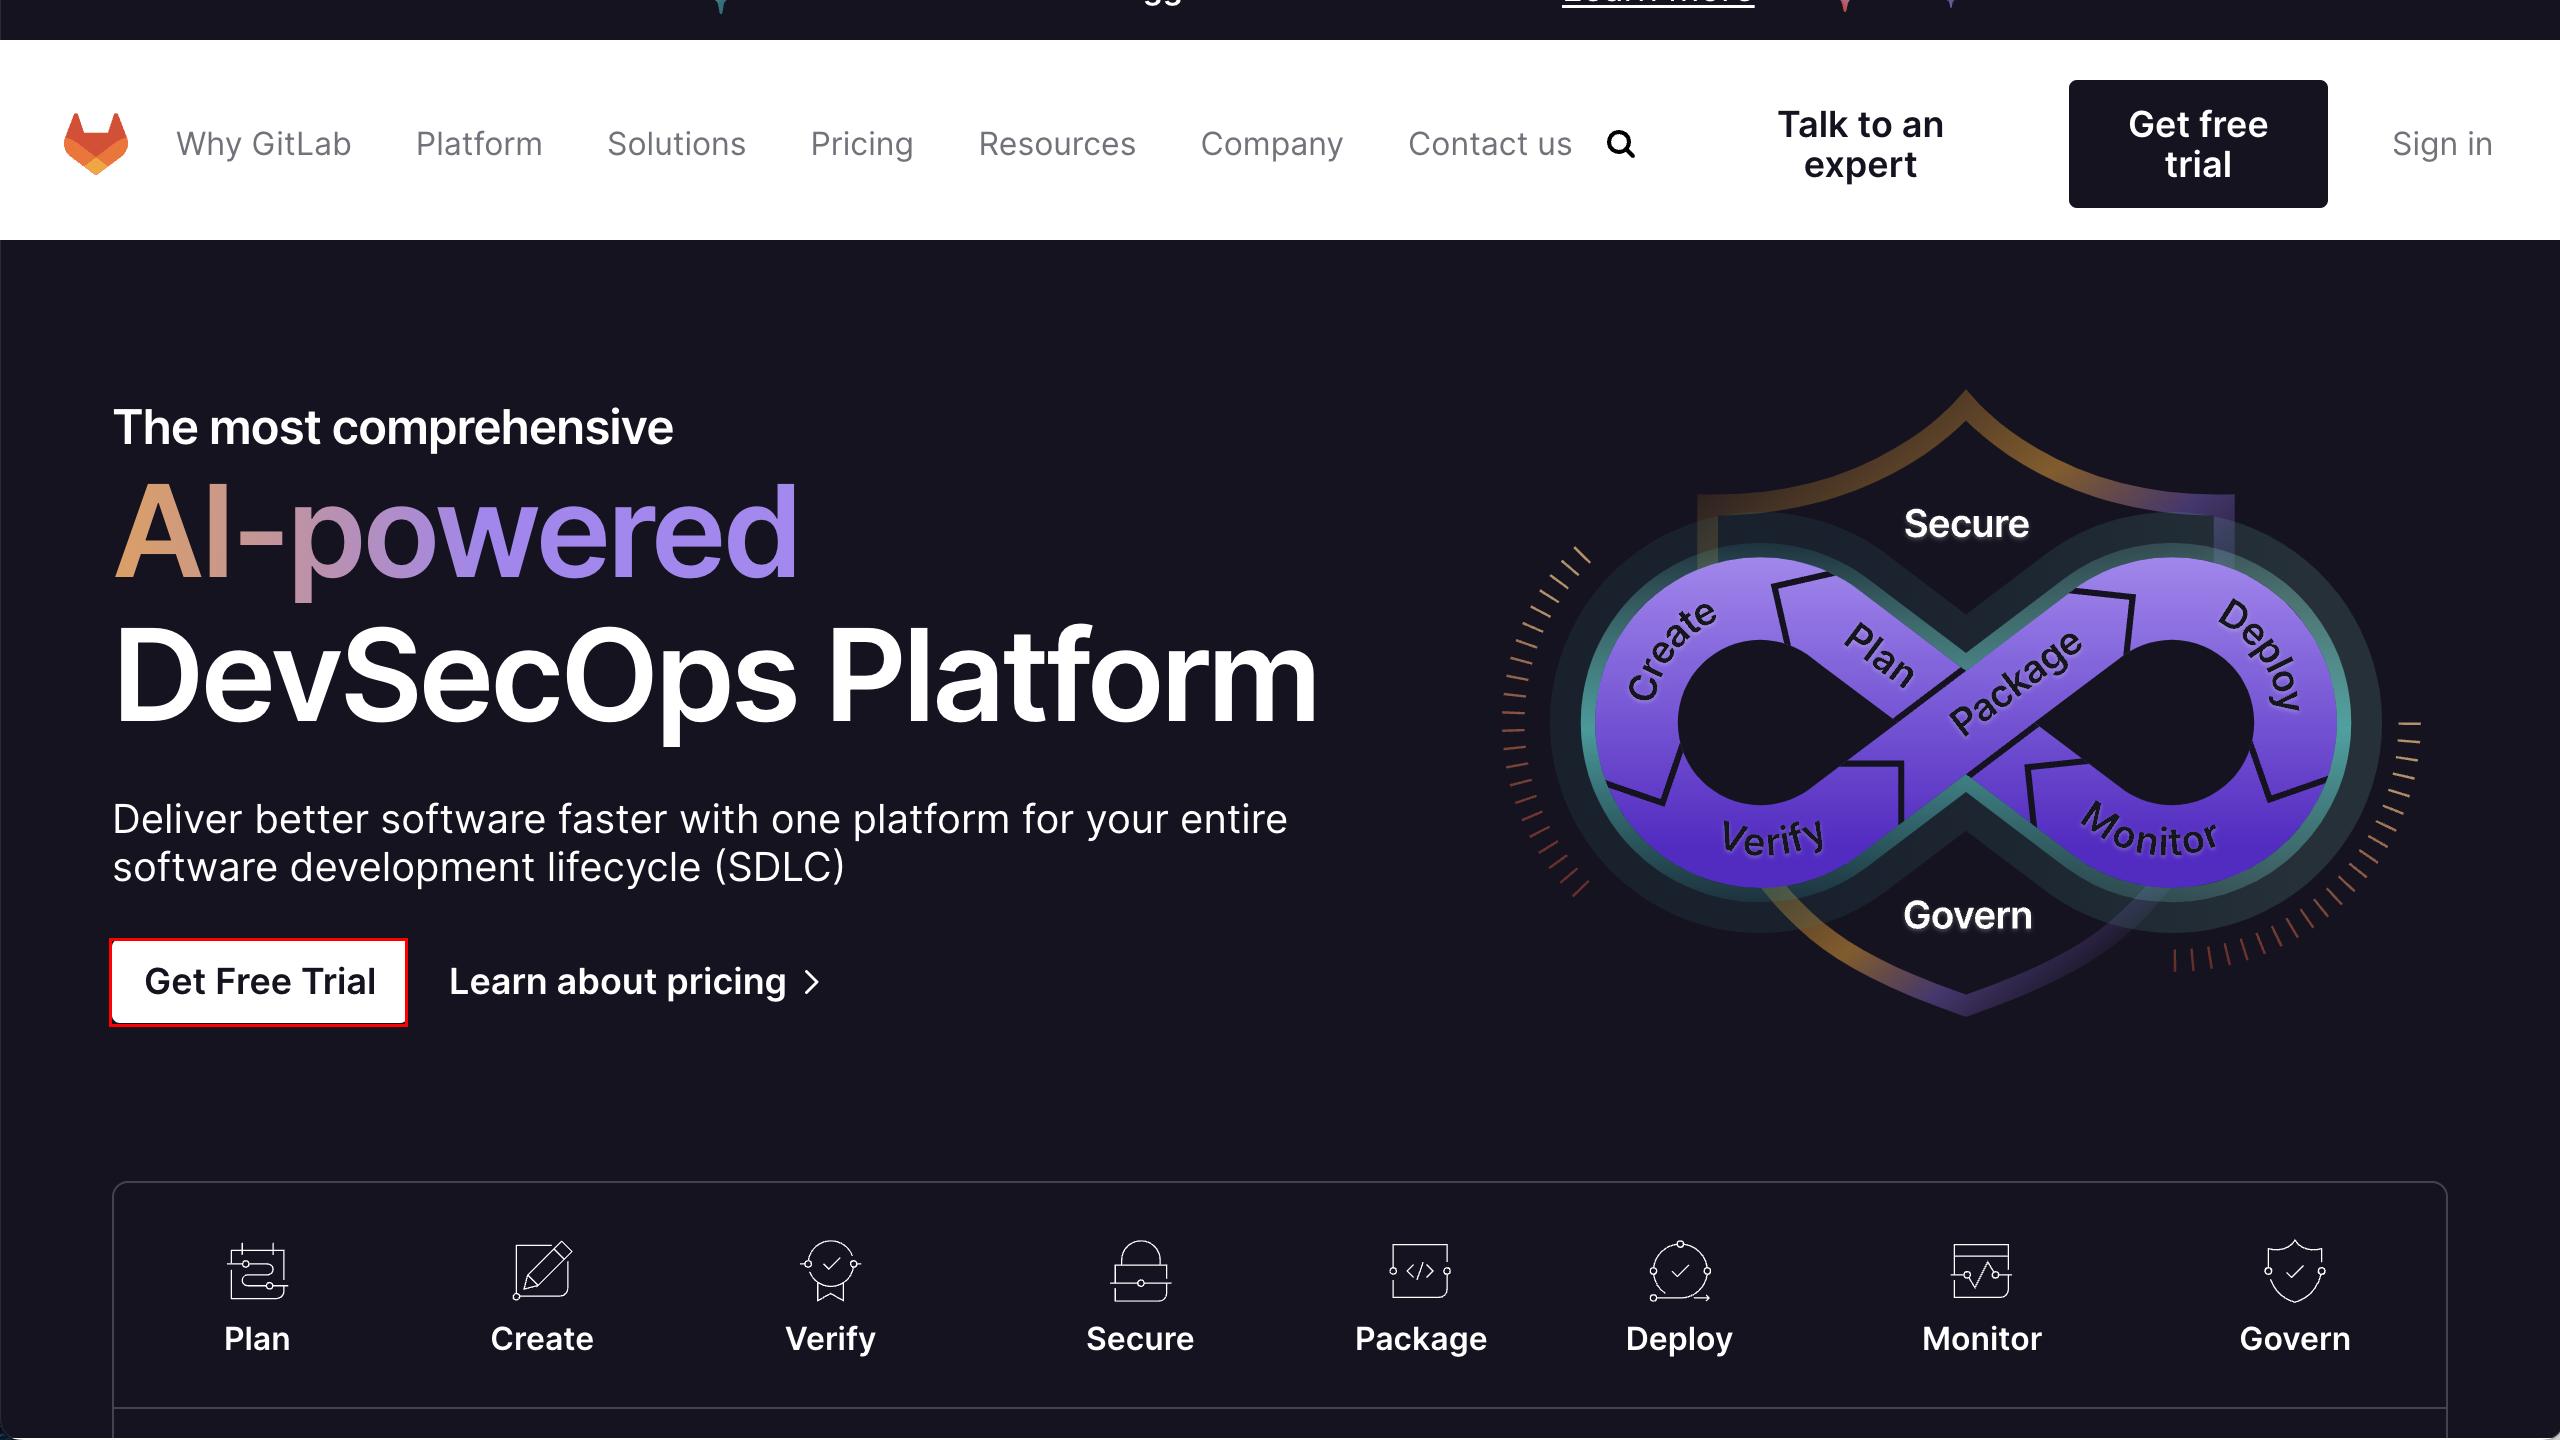 Why GitLab
Platform
Solutions
Pricing
Resources
Company
Contact us
Talk to an
expert
Get free
trial
Sign in
The most comprehensive
AI-powered
DevSecOps Platform
Deliver better software faster with one platform for your entire
software development lifecycle (SDLC)
Get Free Trial
Learn about pricing
Secure
Create
Plan
Package
Deploy
Verify
Monitor
Govern
Plan
Create
Verify
Secure
Package
Deploy
Monitor
Govern